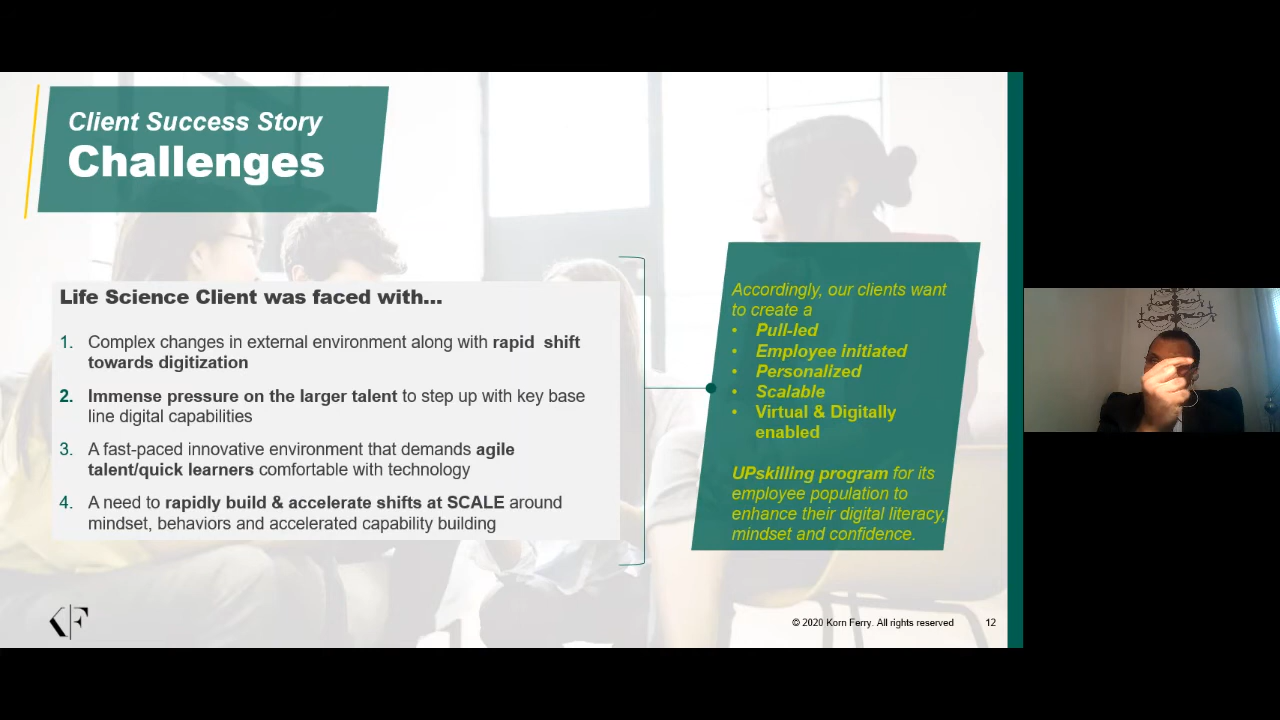 Client Success Story
Challenges
Life Science Client was faced with...
1. Complex changes in external environment along with rapid shift
towards digitization
2. Immense pressure on the larger talent to step up with key base
line digital capabilities
3. A fast-paced innovative environment that demands agile
talent/quick learners comfortable with technology
4. A need to rapidly build & accelerate shifts at SCALE around
mindset, behaviors and accelerated capability building
Accordingly, our clients want
to create a
• Pull-led
• Employee initiated
• Personalized
• Scalable
• Virtual & Digitally
enabled
UPskilling program for its
employee population to
enhance their digital literacy,
mindset and confidence.
KF
© 2020 Korn Ferry. All rights reserved 12